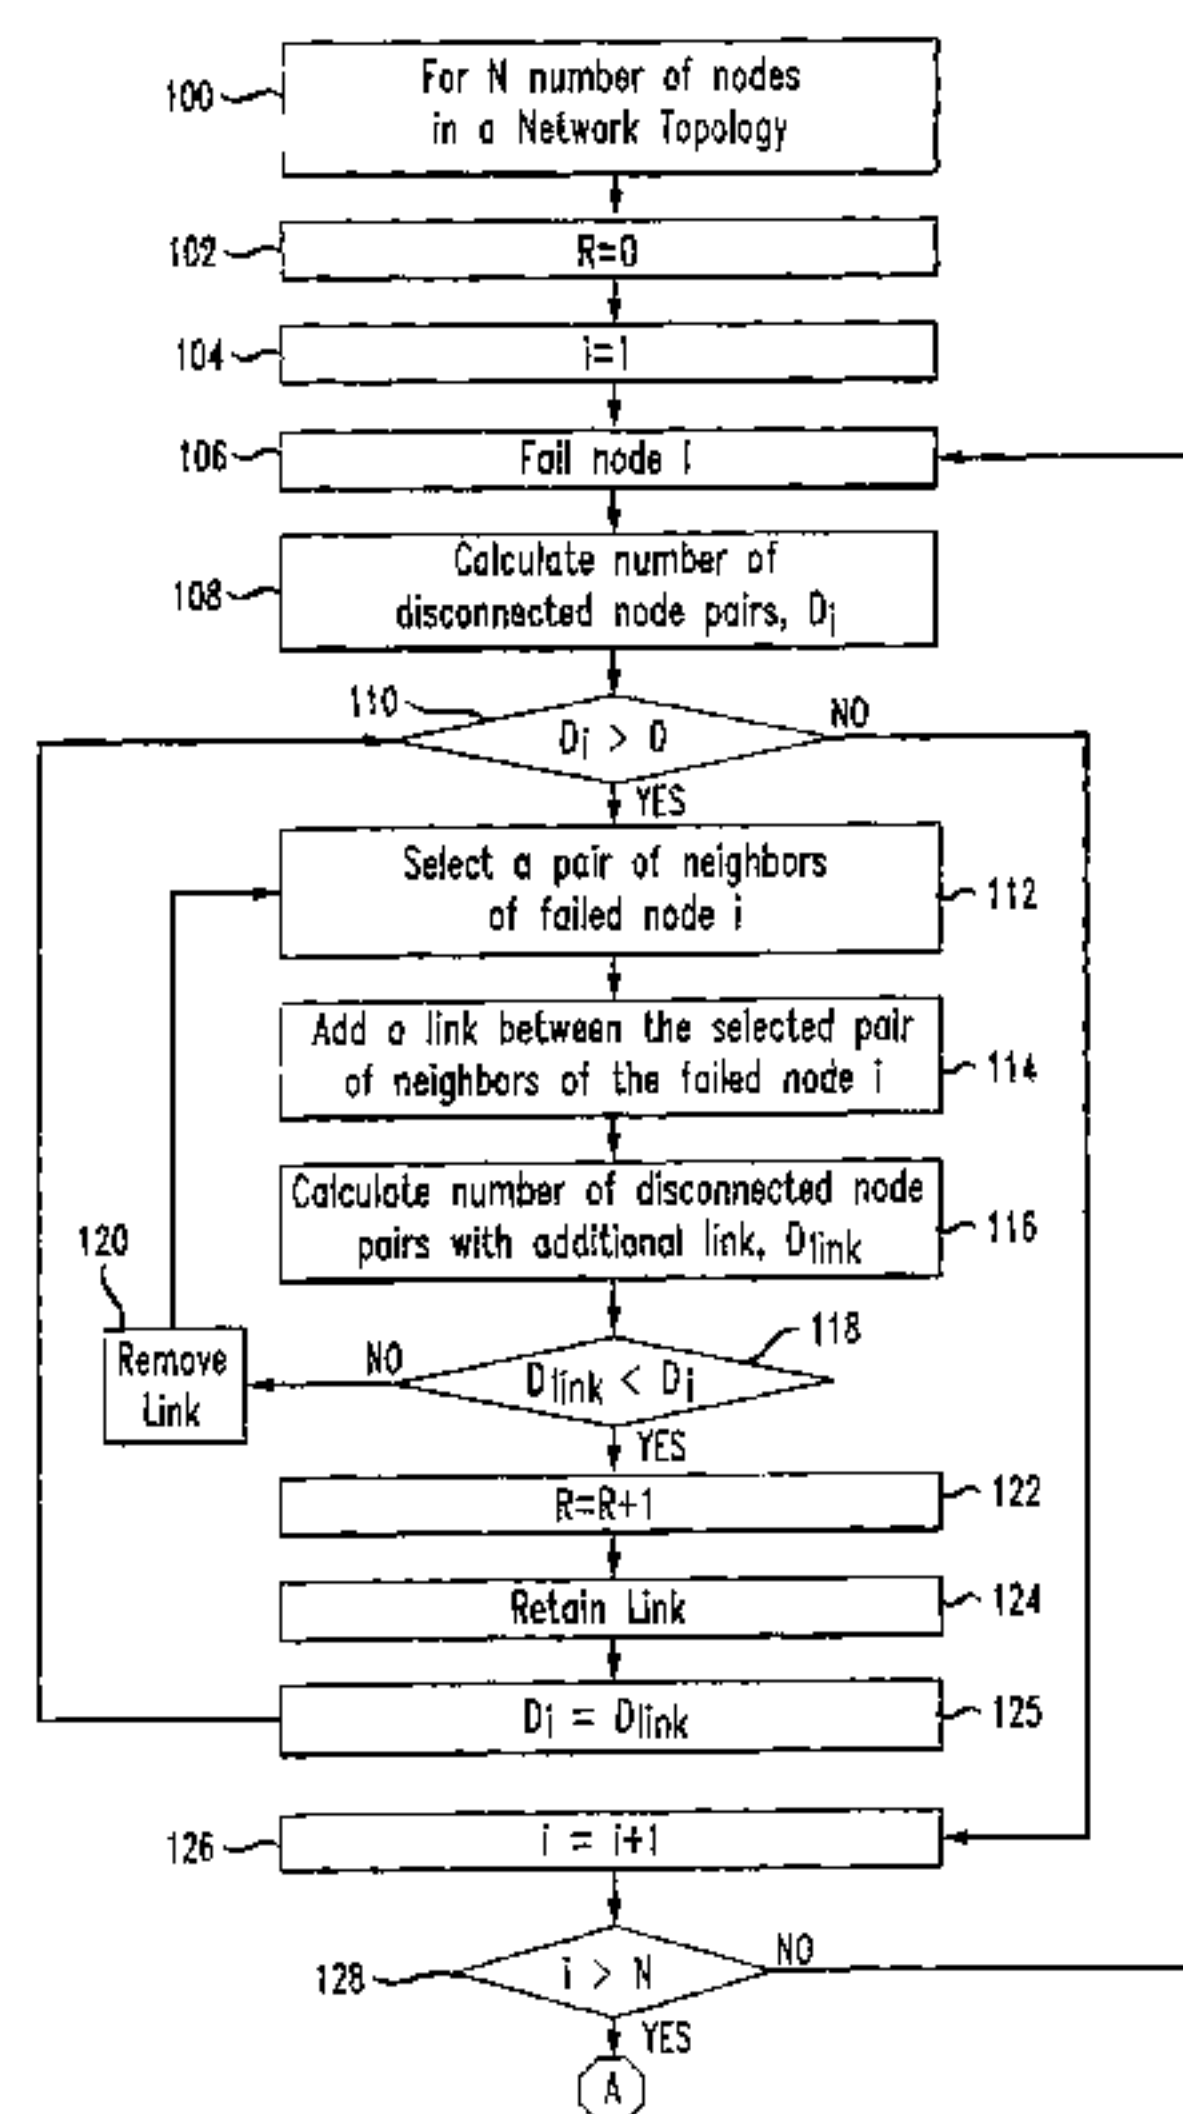 For N number of nodes
in a Network Topology
100
R=0
102
i=1
104
Fail node i
106
Calculate number of
disconnected node pairs, Di
108
110
Di > 0
NO
YES
Select a pair of neighbors
of failed node i
112
Add a link between the selected pair
of neighbors of the failed node i
114
Calculate number of disconnected node
pairs with additional link, Dlink
116
120
Remove
Link
NO
Dlink < Di
118
YES
R=R+1
122
Retain Link
124
Di = Dlink
125
i = i+1
126
i > N
128
NO
YES
A